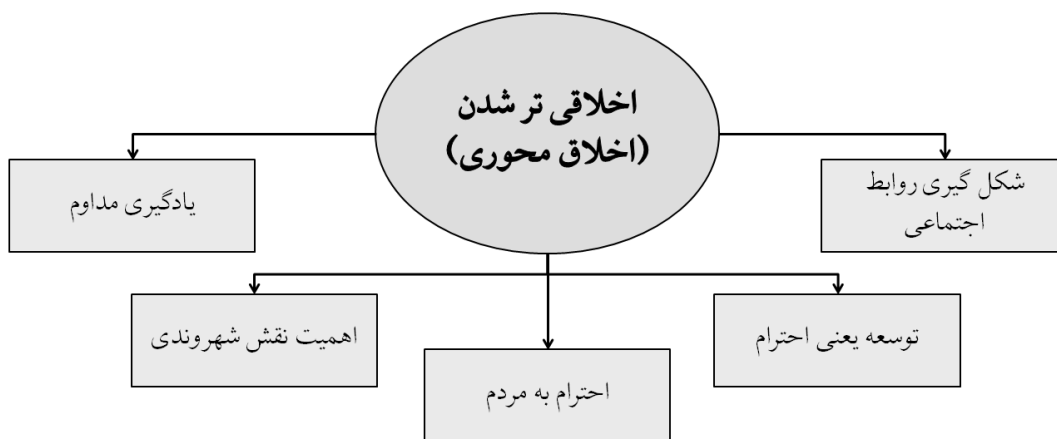 اخلاقی تر شدن
(اخلاق محوری)
شکل گیری روابط
اجتماعی
یادگیری مداوم
توسعه یعنی احترام
اهمیت نقش شهروندی
احترام به مردم